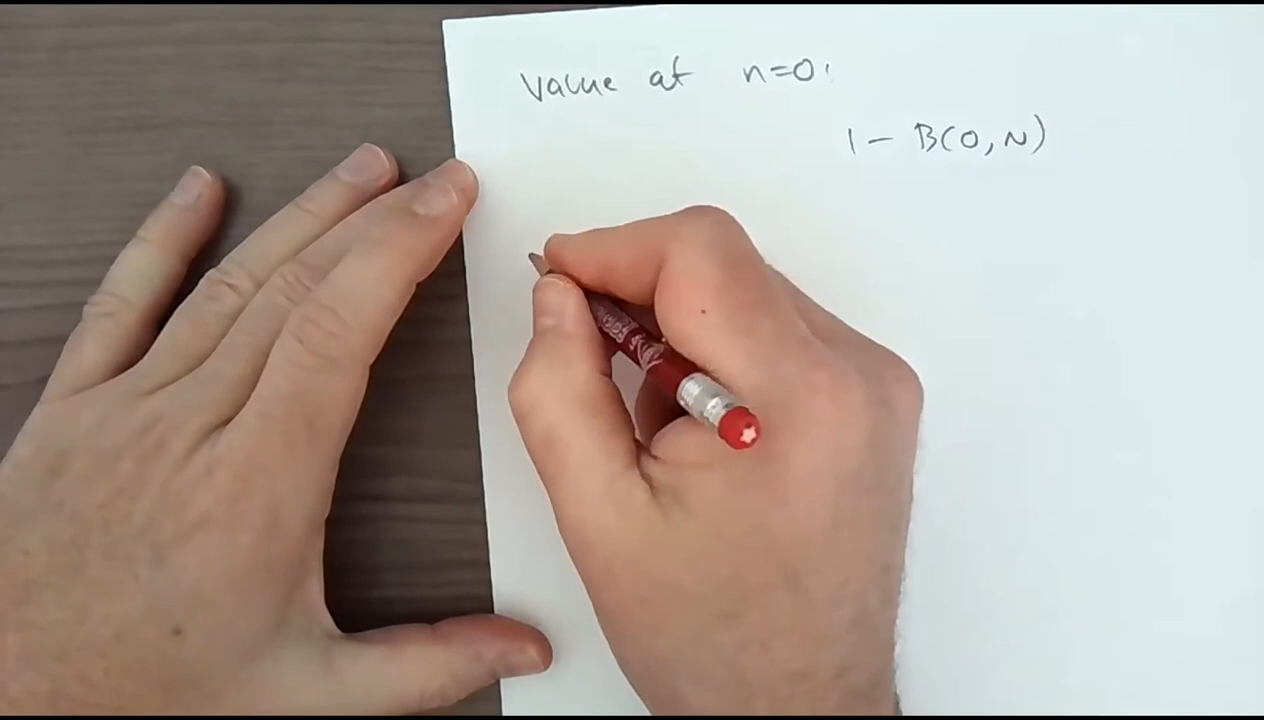 Value at n=0:
1 - B(0,N)